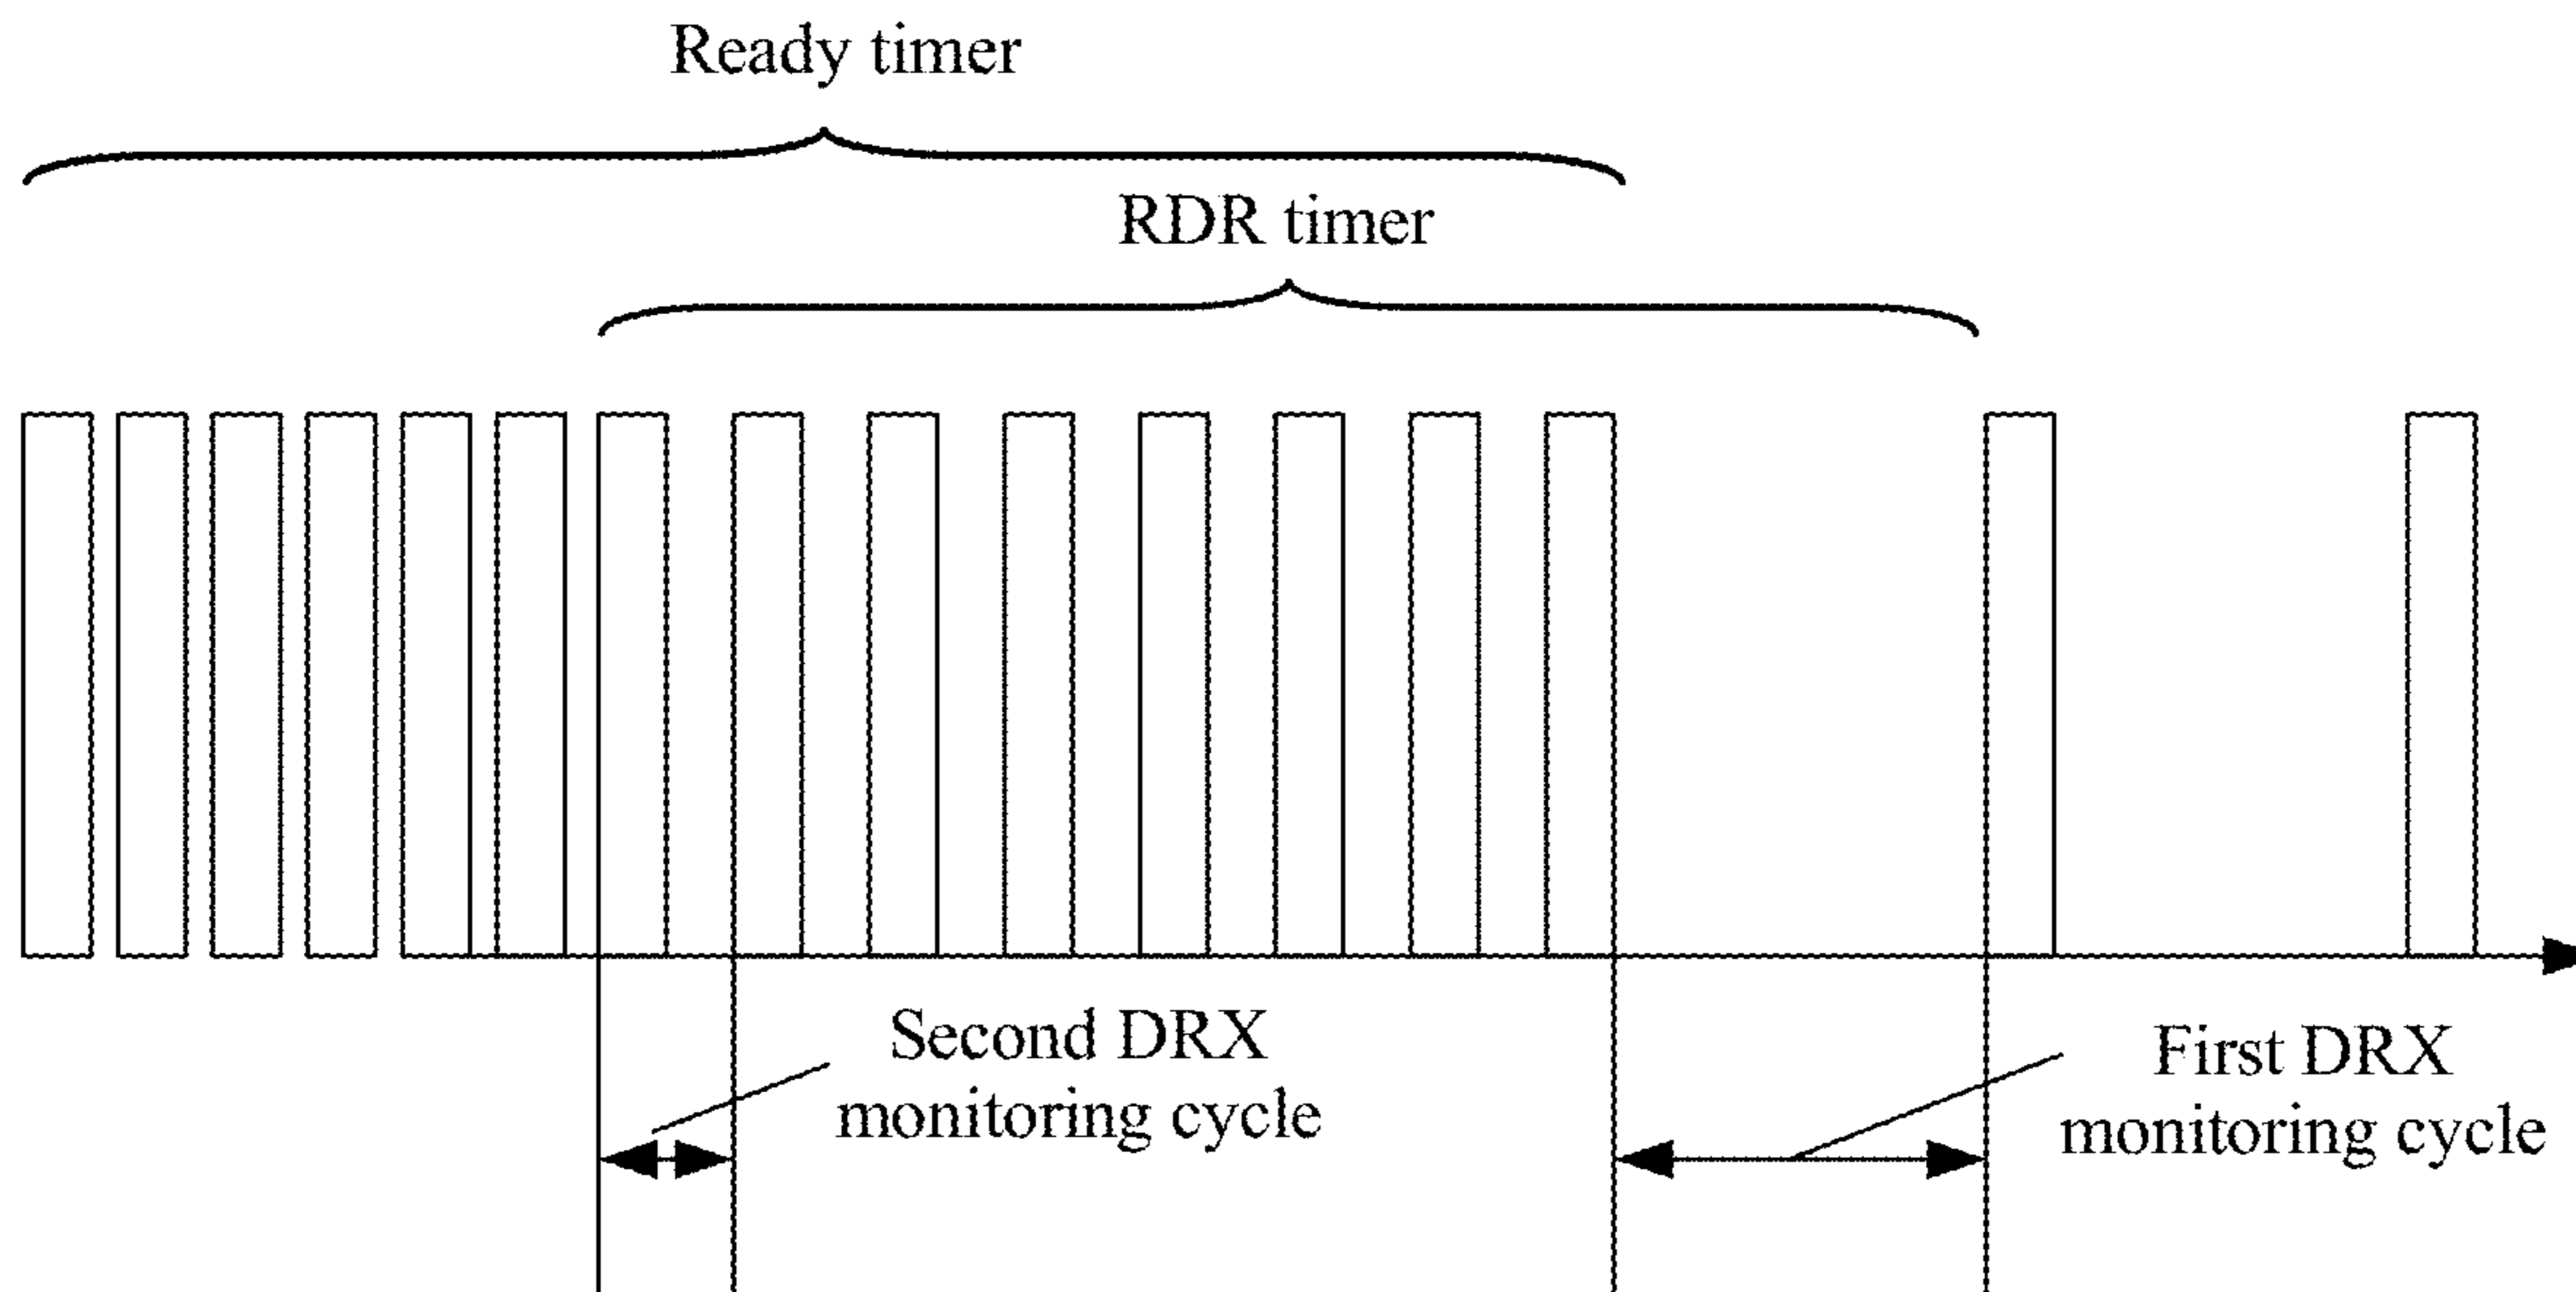 Ready timer
RDR timer
Second DRX
monitoring cycle
First DRX
monitoring cycle